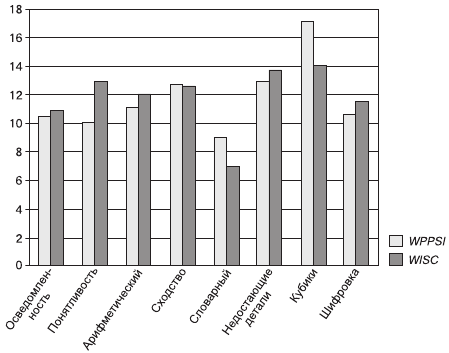 18
16
14
12
10
8
6
4
2
0
WPPSI
WISC
Осведомлен-
ность
Понятливость
Арифметический
Сходство
Словарный
Недостающие
детали
Кубики
Шифровка